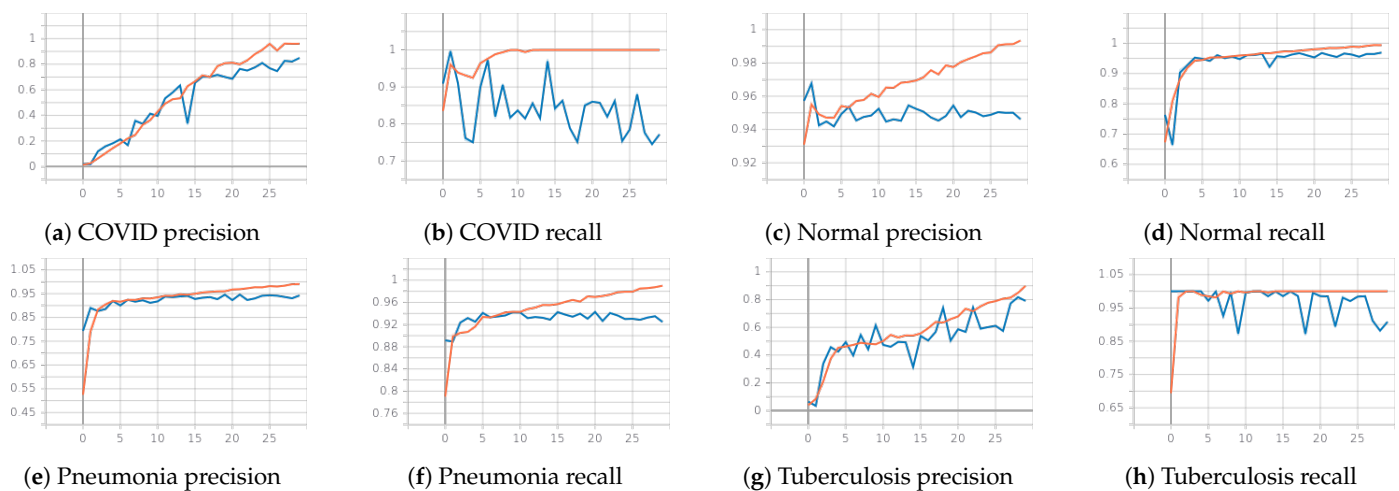 1
0.8
0.6
0.4
0.2
0
0 5 10 15 20 25
(a) COVID precision
1
0.9
0.8
0.7
0 5 10 15 20 25
(b) COVID recall
1
0.98
0.96
0.94
0.92
0 5 10 15 20 25
(c) Normal precision
1
0.9
0.8
0.7
0.6
0 5 10 15 20 25
(d) Normal recall
1.05
0.95
0.85
0.75
0.65
0.55
0.45
0 5 10 15 20 25
(e) Pneumonia precision
1
0.96
0.92
0.88
0.84
0.8
0.76
0 5 10 15 20 25
(f) Pneumonia recall
1
0.8
0.6
0.4
0.2
0
0 5 10 15 20 25
(g) Tuberculosis precision
1.05
0.95
0.85
0.75
0.65
0 5 10 15 20 25
(h) Tuberculosis recall